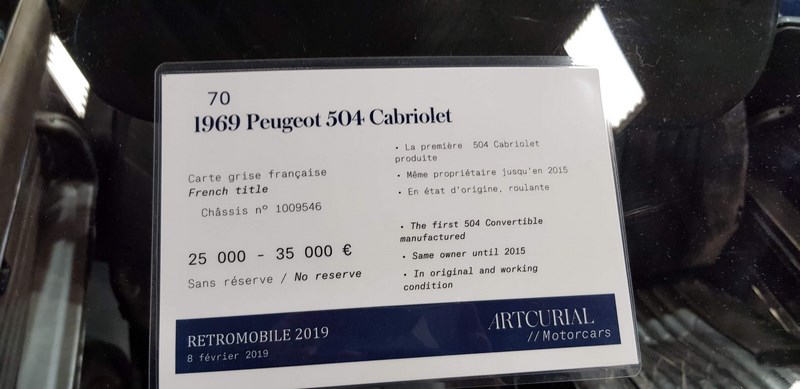 70
1969 Peugeot 504 Cabriolet
Carte grise française
French title
Châssis nº 1009546
25 000 - 35 000 €
Sans réserve / No reserve
• La première 504 Cabriolet
produite
• Même propriétaire jusqu'en 2015
• En état d'origine, roulante
• The first 504 Convertible
manufactured
• Same owner until 2015
• In original and working
condition
RETROMOBILE 2019
8 février 2019
ARTCURIAL
// Motorcars